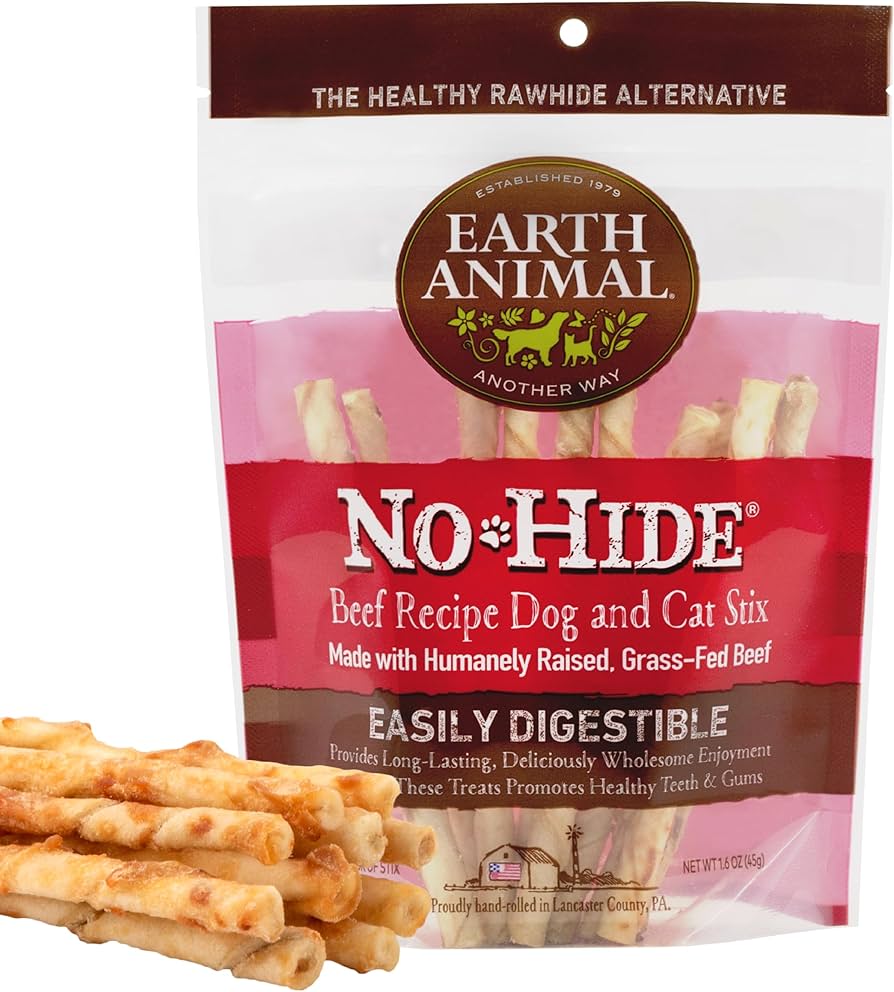 THE HEALTHY RAWHIDE ALTERNATIVE
ESTABLISHED 1979
EARTH
ANIMAL®
ANOTHER WAY
NO HIDE®
Beef Recipe Dog and Cat Stix
Made with Humanely Raised, Grass-Fed Beef
EASILY DIGESTIBLE
Provides Long-Lasting, Deliciously Wholesome Enjoyment
These Treats Promotes Healthy Teeth & Gums
OF STIX
NET WT 1.6 OZ (45g)
Proudly hand-rolled in Lancaster County, PA.